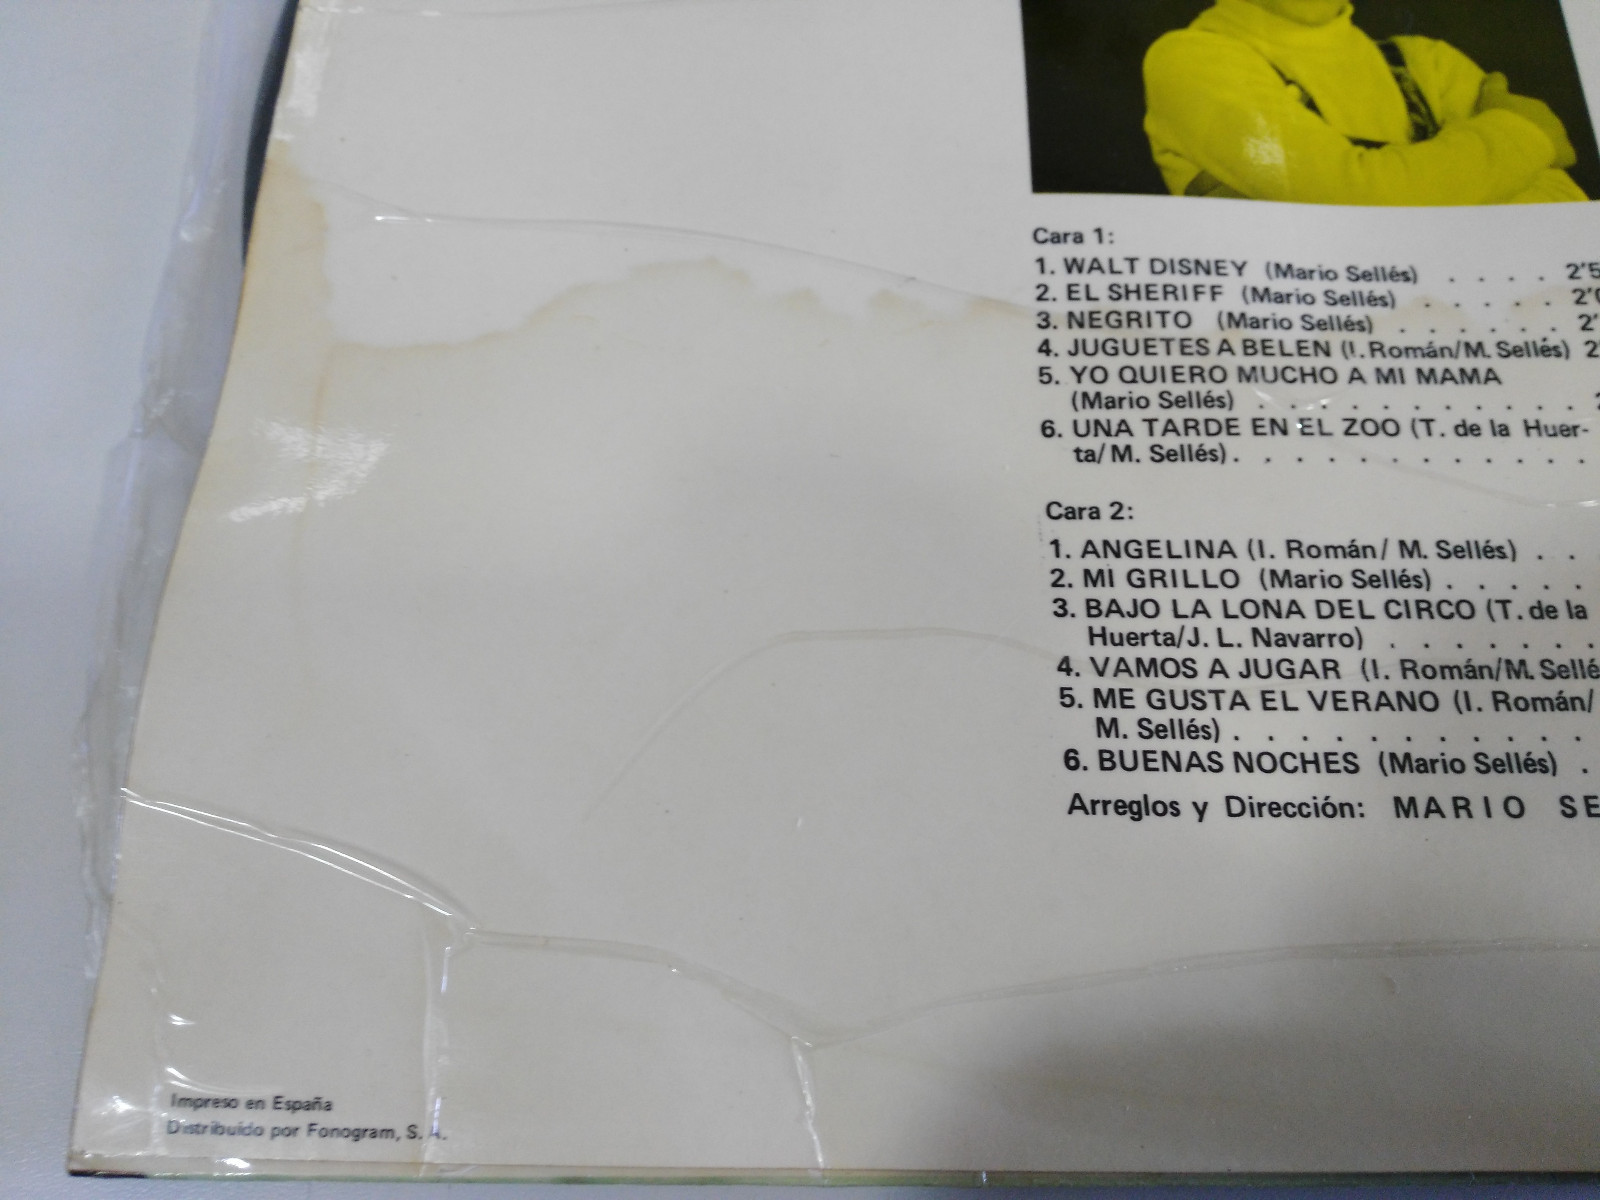 Cara 1:
1. WALT DISNEY (Mario Sellés) . . . . 2'5
2. EL SHERIFF (Mario Sellés) . . . . . 2'
3. NEGRITO (Mario Sellés) . . . . . . 2'
4. JUGUETES A BELEN (I. Román/M. Sellés) 2'
5. YO QUIERO MUCHO A MI MAMA
(Mario Sellés) . . . . . . . . . . .
6. UNA TARDE EN EL ZOO (T. de la Huer-
ta/ M. Sellés). . . . . . . . . . . .
Cara 2:
1. ANGELINA (I. Román/ M. Sellés) . .
2. MI GRILLO (Mario Sellés) . . . . .
3. BAJO LA LONA DEL CIRCO (T. de la
Huerta/J. L. Navarro) . . . . . . .
4. VAMOS A JUGAR (I. Román/M. Sellé
5. ME GUSTA EL VERANO (I. Román/
M. Sellés) . . . . . . . . . . .
6. BUENAS NOCHES (Mario Sellés) .
Arreglos y Dirección: MARIO SE
Impreso en España
Distribuido por Fonogram, S. A.